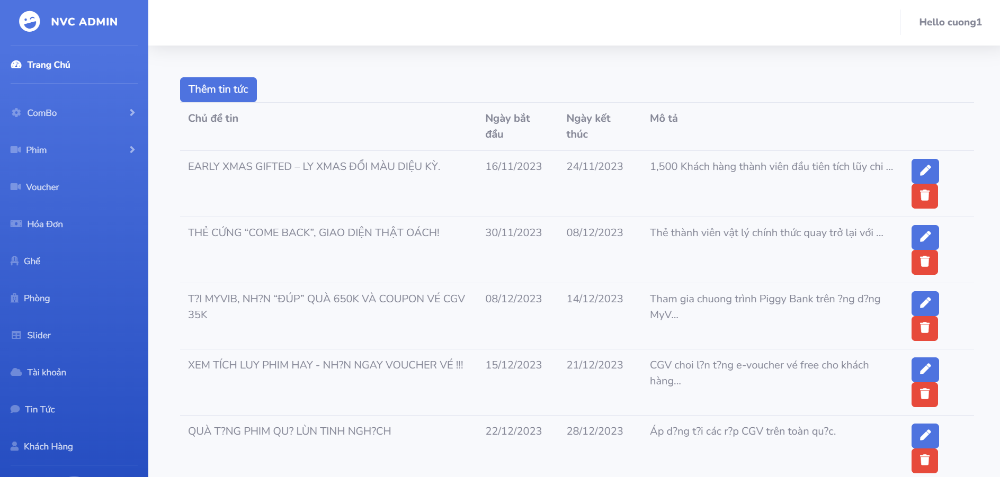 NVC ADMIN
Hello cuong1
Trang Chủ
ComBo
Phim
Voucher
Hóa Đơn
Ghế
Phòng
Slider
Tài khoản
Tin Tức
Khách Hàng
Thêm tin tức
Chủ đề tin
Ngày bắt
đầu
Ngày kết
thúc
Mô tả
EARLY XMAS GIFTED – LY XMAS ĐỔI MÀU DIỆU KỲ.
16/11/2023
24/11/2023
1,500 Khách hàng thành viên đầu tiên tích lũy chi ...
THẺ CỨNG “COME BACK”, GIAO DIỆN THẬT OÁCH!
30/11/2023
08/12/2023
Thẻ thành viên vật lý chính thức quay trở lại với ...
T?I MYVIB, NH?N “ĐÚP” QUÀ 650K VÀ COUPON VÉ CGV
35K
08/12/2023
14/12/2023
Tham gia chuong trình Piggy Bank trên ?ng d?ng
MyV...
XEM TÍCH LUY PHIM HAY - NH?N NGAY VOUCHER VÉ !!!
15/12/2023
21/12/2023
CGV choi l?n t?ng e-voucher vé free cho khách
hàng...
QUÀ T?NG PHIM QU? LÙN TINH NGH?CH
22/12/2023
28/12/2023
Áp d?ng t?i các r?p CGV trên toàn qu?c.